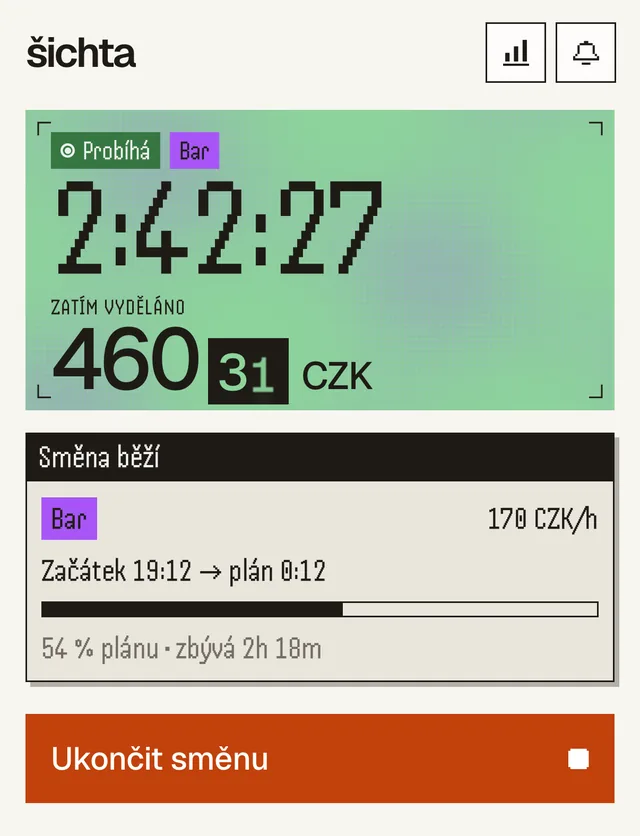 šichta
Probíhá Bar
2:42:27
ZATÍM VYDĚLÁNO
460 31 CZK
Směna běží
Bar 170 CZK/h
Začátek 19:12 → plán 0:12
54 % plánu · zbývá 2h 18m
Ukončit směnu